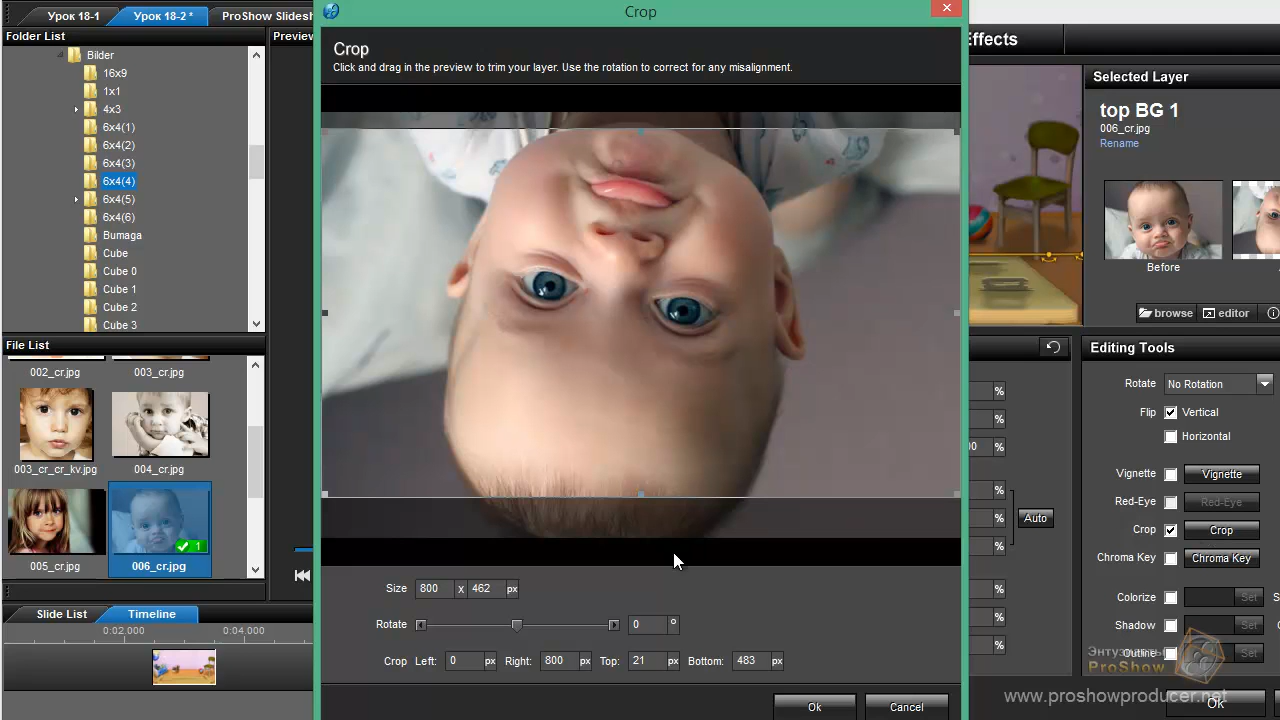 Урок 18-1
Урок 18-2 *
ProShow Slidesh
Crop
Folder List
Preview
Bilder
16x9
1x1
4x3
6x4(1)
6x4(2)
6x4(3)
6x4(4)
6x4(5)
6x4(6)
Bumaga
Cube
Cube 0
Cube 1
Cube 2
Cube 3
File List
002_cr.jpg
003_cr.jpg
003_cr_cr_kv.jpg
004_cr.jpg
005_cr.jpg
1
006_cr.jpg
Slide List
Timeline
0:02.000
0:04.000
Crop
Click and drag in the preview to trim your layer. Use the rotation to correct for any misalignment.
Size 800 x 462 px
Rotate 0 °
Crop Left: 0 px Right: 800 px Top: 21 px Bottom: 483 px
Ok
Cancel
Effects
Selected Layer
top BG 1
006_cr.jpg
Rename
Before
browse
editor
Editing Tools
%
%
00 %
%
%
%
%
%
%
Auto
Rotate No Rotation
Flip Vertical
Horizontal
Vignette Vignette
Red-Eye Red-Eye
Crop Crop
Chroma Key Chroma Key
Colorize Set S
Shadow Set
Outline Set
ProShow
www.proshowproducer.net
Ok